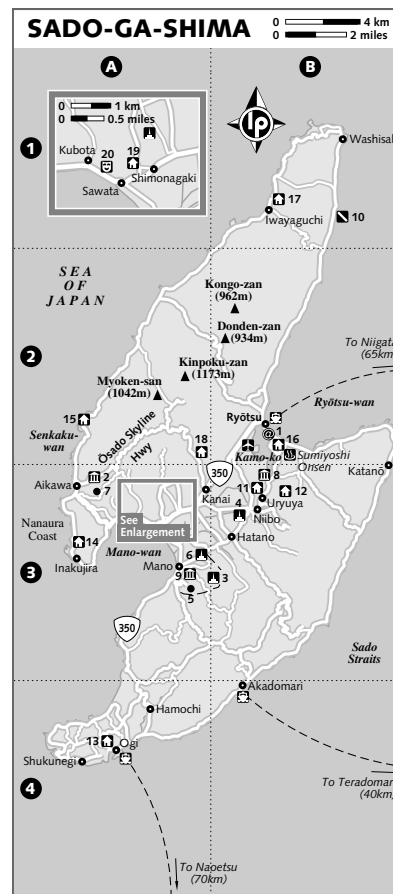 SADO-GA-SHIMA
0 4 km
0 2 miles
A
B
0 1 km
0 0.5 miles
1
Kubota
20
19
Shimonagaki
Sawata
lp
Washisaki
17
Iwayaguchi
10
SEA
OF
JAPAN
Kongo-zan
(962m)
Donden-zan
(934m)
2
Kinpoku-zan
(1173m)
Myoken-san
(1042m)
To Niigata
(65km)
Ryōtsu
Ryōtsu-wan
@
1
15
Senkaku-
wan
Ōsado Skyline
Hwy
18
Kamo-ko
16
Sumiyoshi
Onsen
Katano
350
2
Aikawa
7
8
Kanai
11
12
Uryuya
4
Niibo
See
Enlargement
Nanaura
Coast
14
Mano-wan
Hatano
3
Inakujira
6
Mano
9
3
5
350
Sado
Straits
Akadomari
Hamochi
13
Ogi
Shukunegi
4
To Teradomar
(40km)
To Naoetsu
(70km)